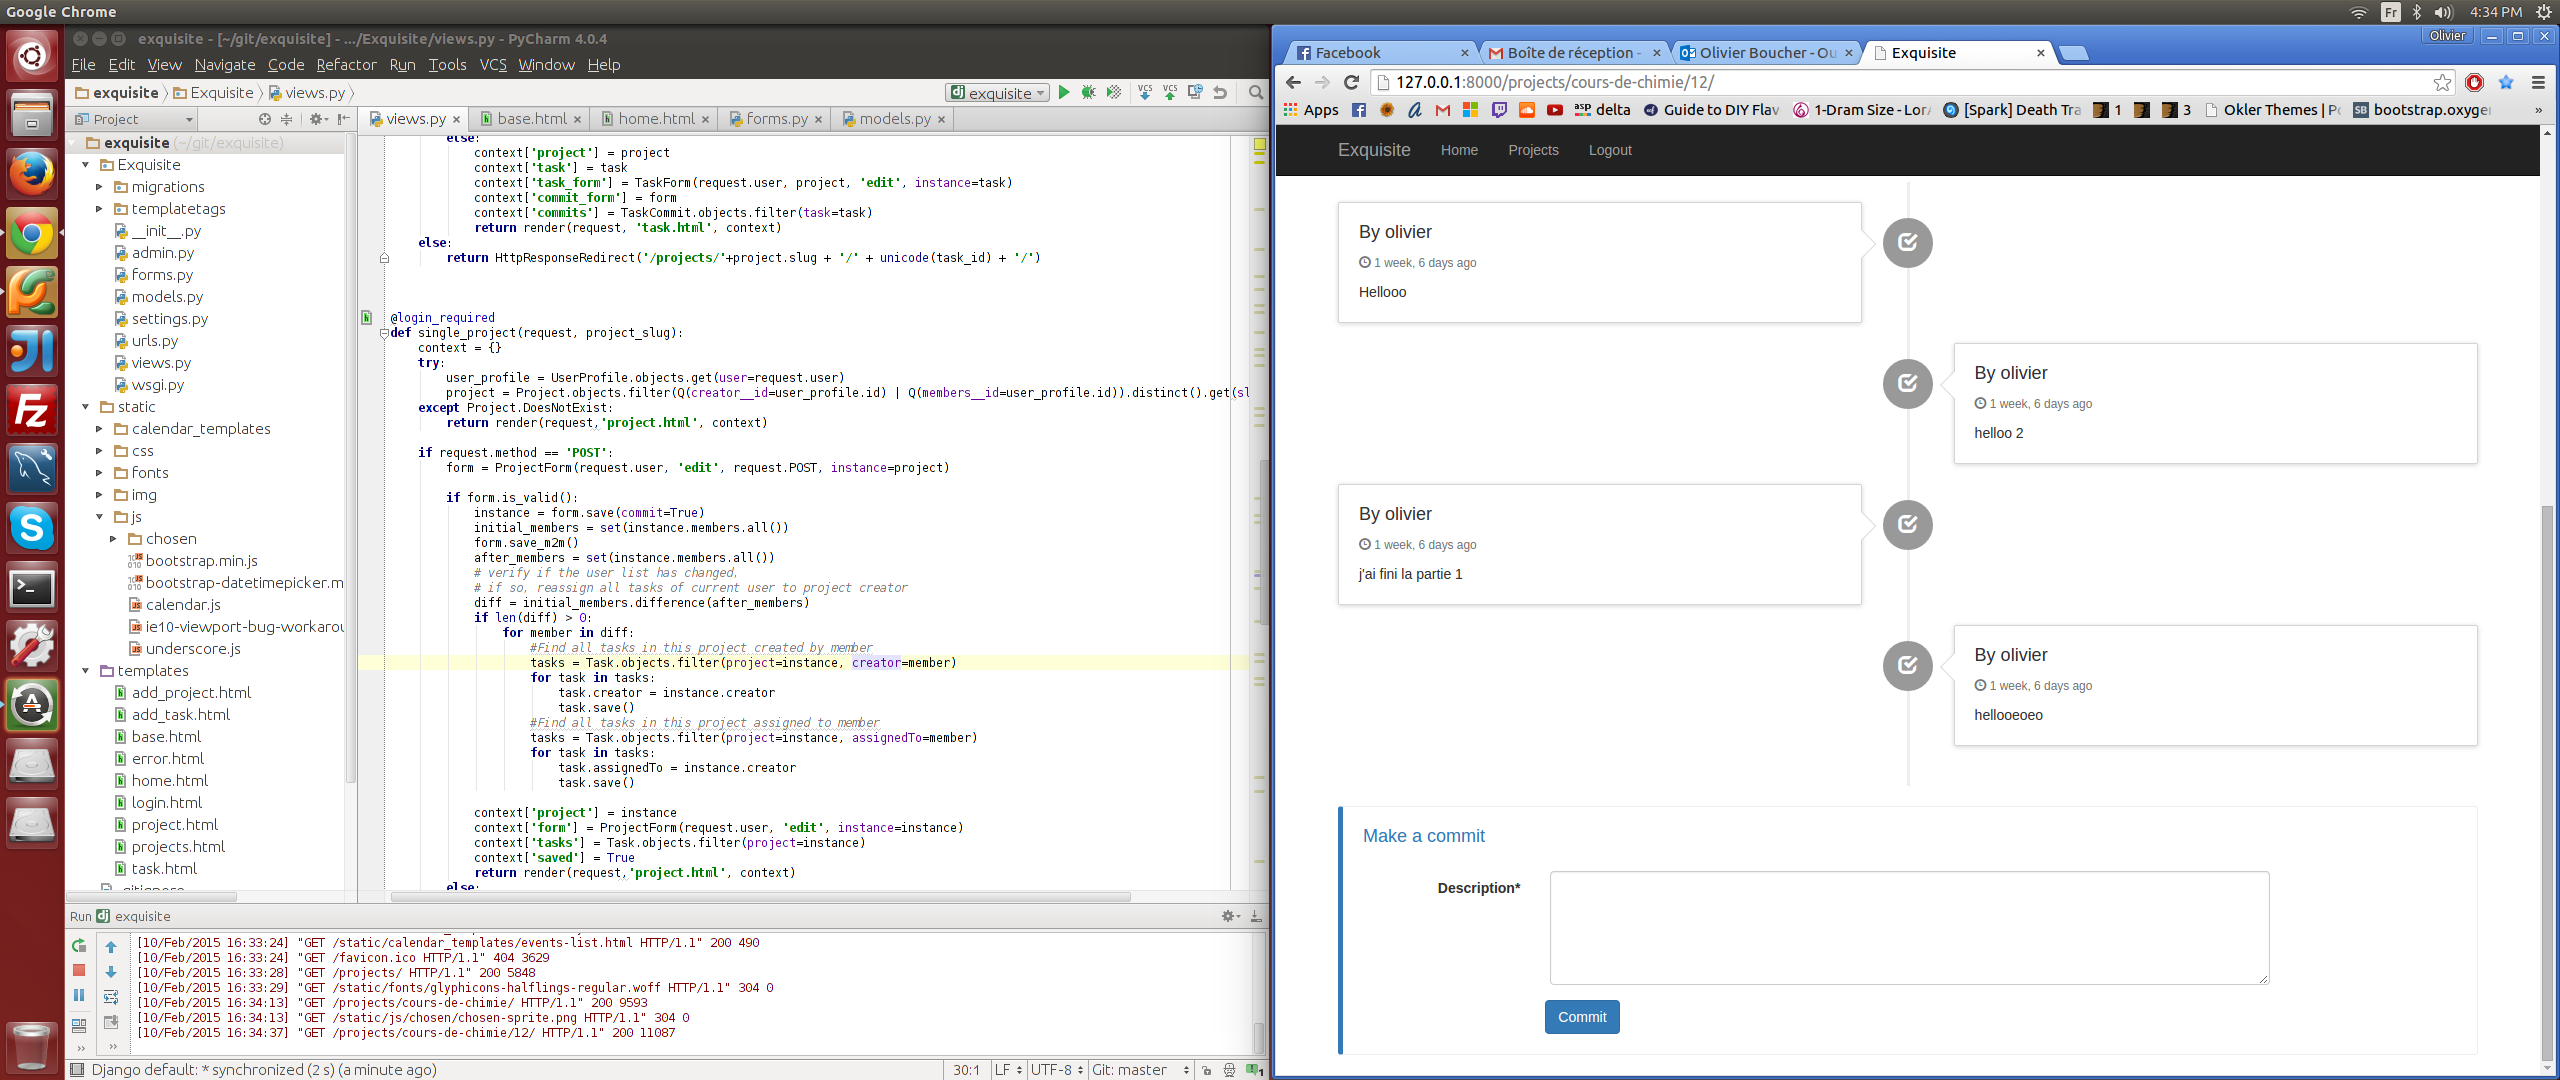 Google Chrome
Fr
4:34 PM
exquisite - [~/git/exquisite] - .../Exquisite/views.py - PyCharm 4.0.4
File Edit View Navigate Code Refactor Run Tools VCS Window Help
exquisite Exquisite views.py
exquisite
VCS VCS
Project
views.py base.html home.html forms.py models.py
exquisite (~/git/exquisite)
Exquisite
migrations
templatetags
__init__.py
admin.py
forms.py
models.py
settings.py
urls.py
views.py
wsgi.py
static
calendar_templates
css
fonts
img
js
chosen
bootstrap.min.js
bootstrap-datetimepicker.m
calendar.js
ie10-viewport-bug-workarou
underscore.js
templates
add_project.html
add_task.html
base.html
error.html
home.html
login.html
project.html
projects.html
task.html
.gitignore
else:
context['project'] = project
context['task'] = task
context['task_form'] = TaskForm(request.user, project, 'edit', instance=task)
context['commit_form'] = form
context['commits'] = TaskCommit.objects.filter(task=task)
return render(request, 'task.html', context)
else:
return HttpResponseRedirect('/projects/'+project.slug + '/' + unicode(task_id) + '/')
@login_required
def single_project(request, project_slug):
context = {}
try:
user_profile = UserProfile.objects.get(user=request.user)
project = Project.objects.filter(Q(creator__id=user_profile.id) | Q(members__id=user_profile.id)).distinct().get(sl
except Project.DoesNotExist:
return render(request,'project.html', context)
if request.method == 'POST':
form = ProjectForm(request.user, 'edit', request.POST, instance=project)
if form.is_valid():
instance = form.save(commit=True)
initial_members = set(instance.members.all())
form.save_m2m()
after_members = set(instance.members.all())
# verify if the user list has changed,
# if so, reassign all tasks of current user to project creator
diff = initial_members.difference(after_members)
if len(diff) > 0:
for member in diff:
#Find all tasks in this project created by member
tasks = Task.objects.filter(project=instance, creator=member)
for task in tasks:
task.creator = instance.creator
task.save()
#Find all tasks in this project assigned to member
tasks = Task.objects.filter(project=instance, assignedTo=member)
for task in tasks:
task.assignedTo = instance.creator
task.save()
context['project'] = instance
context['form'] = ProjectForm(request.user, 'edit', instance=instance)
context['tasks'] = Task.objects.filter(project=instance)
context['saved'] = True
return render(request,'project.html', context)
else:
Run exquisite
[10/Feb/2015 16:33:24] "GET /static/calendar_templates/events-list.html HTTP/1.1" 200 490
[10/Feb/2015 16:33:24] "GET /favicon.ico HTTP/1.1" 404 3629
[10/Feb/2015 16:33:28] "GET /projects/ HTTP/1.1" 200 5848
[10/Feb/2015 16:33:29] "GET /static/fonts/glyphicons-halflings-regular.woff HTTP/1.1" 304 0
[10/Feb/2015 16:34:13] "GET /projects/cours-de-chimie/ HTTP/1.1" 200 9593
[10/Feb/2015 16:34:13] "GET /static/js/chosen/chosen-sprite.png HTTP/1.1" 304 0
[10/Feb/2015 16:34:37] "GET /projects/cours-de-chimie/12/ HTTP/1.1" 200 11087
Django default: * synchronized (2 s) (a minute ago)
30:1 LF UTF-8 Git: master 1
Olivier
Facebook Boîte de réception - Olivier Boucher - Ou Exquisite
127.0.0.1:8000/projects/cours-de-chimie/12/
Apps asp delta Guide to DIY Flav 1-Dram Size - Lor [Spark] Death Tra 1 3 Okler Themes | Po SB bootstrap.oxyge »
Exquisite Home Projects Logout
By olivier
1 week, 6 days ago
Hellooo
By olivier
1 week, 6 days ago
helloo 2
By olivier
1 week, 6 days ago
j'ai fini la partie 1
By olivier
1 week, 6 days ago
hellooeoeo
Make a commit
Description*
Commit